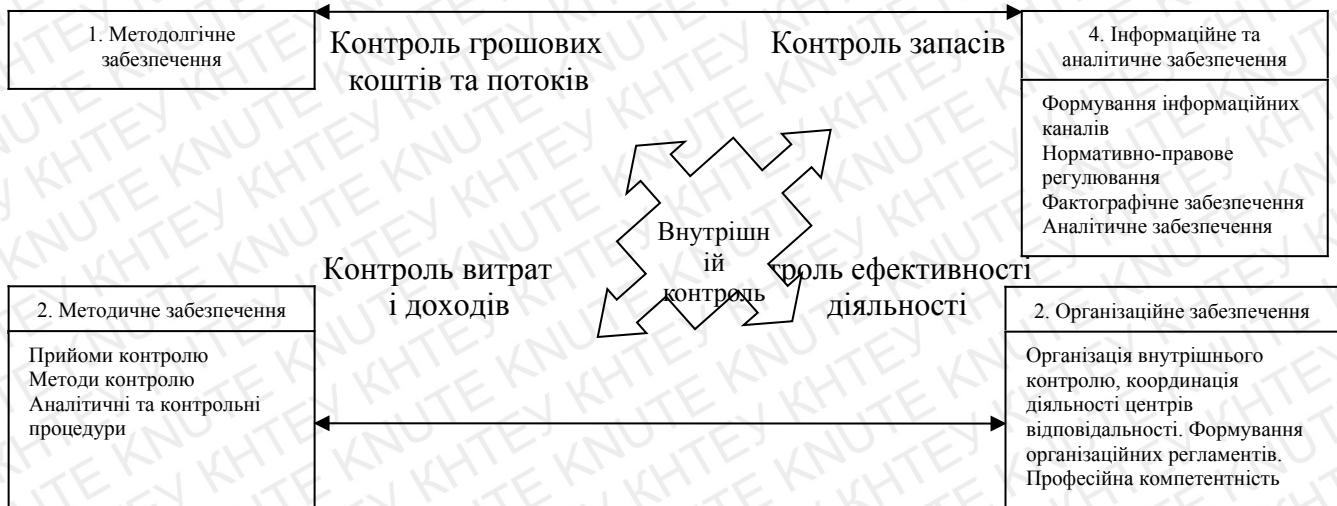 1. Методолгічне
забезпечення
Контроль грошових
коштів та потоків
Контроль запасів
4. Інформаційне та
аналітичне забезпечення
Формування інформаційних
каналів
Нормативно-правове
регулювання
Фактографічне забезпечення
Аналітичне забезпечення
Внутрішн
ій
контроль
Контроль витрат
і доходів
троль ефективності
діяльності
2. Методичне забезпечення
Прийоми контролю
Методи контролю
Аналітичні та контрольні
процедури
2. Організаційне забезпечення
Організація внутрішнього
контролю, координація
діяльності центрів
відповідальності. Формування
організаційних регламентів.
Професійна компетентність